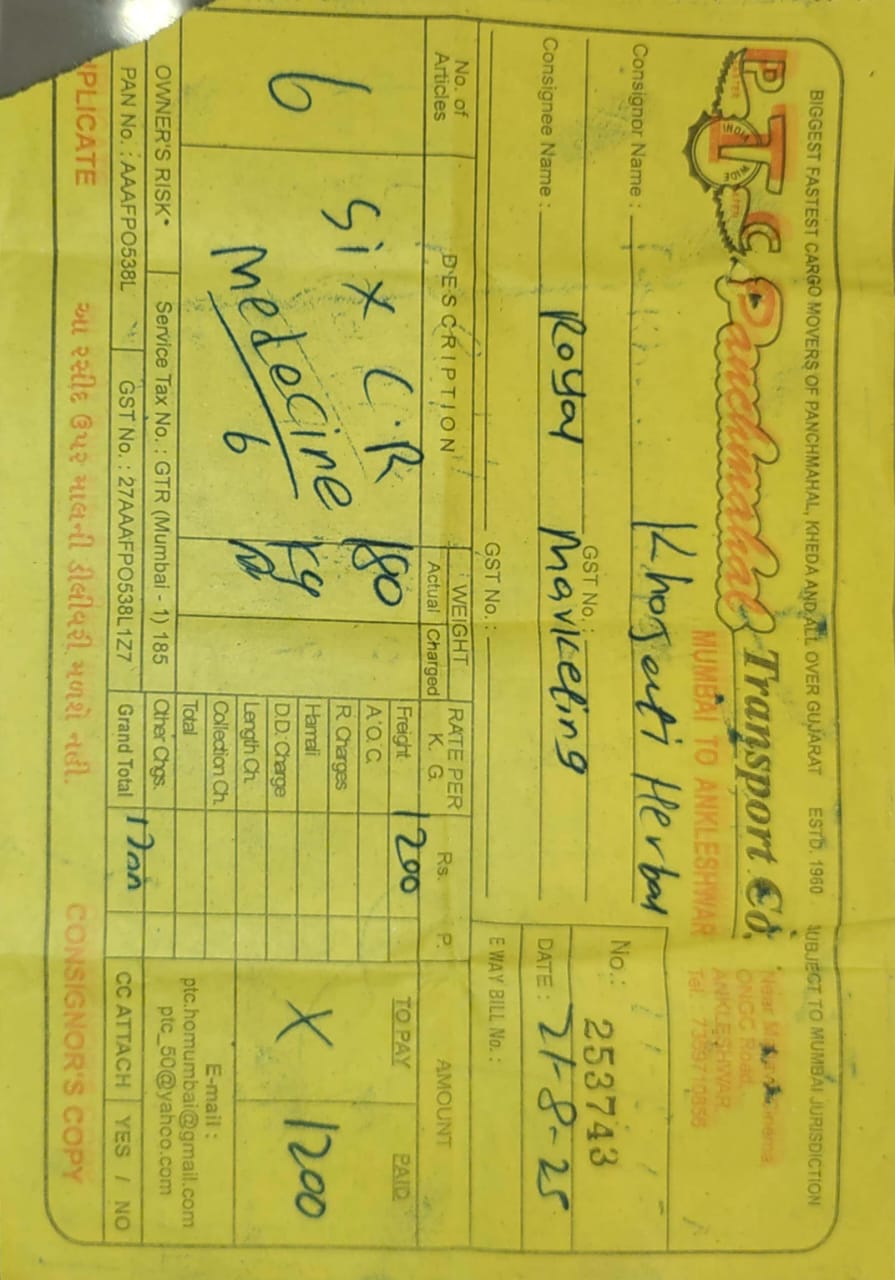 BIGGEST FASTEST CARGO MOVERS OF PANCHMAHAL, KHEDA AND ALL OVER GUJARAT ESTD. 1960 SUBJECT TO MUMBAI JURISDICTION
PTC Panchmahal Transport Co.
MUMBAI TO ANKLESHWAR
ONGC Road,
ANKLESHWAR
Consignor Name : Khojati Herbal
GST No. :
No. : 253743
Consignee Name : Royal Marketing
GST No. :
DATE : 21-8-25
E WAY BILL No. :
No. of Articles DESCRIPTION WEIGHT Actual Charged RATE PER K. G. Rs. P. AMOUNT
TO PAY PAID
6 Six C.R 180 kg
Medecine
6
Freight 1200
A.O.C.
R. Charges
Hamali
D.D. Charge
Length Ch.
Collection Ch.
Total
X 1200
OWNER'S RISK Service Tax No. : GTR (Mumbai - 1) 185 Other Chgs.
E-mail :
ptc.homumbai@gmail.com
ptc_50@yahoo.com
PAN No. : AAAFPO538L GST No. : 27AAAFPO538L1Z7 Grand Total 1200 CC ATTACH YES / NO
PLICATE આ રસીદ ઉપર માલની ડીલીવરી મળશે નહી. CONSIGNOR'S COPY